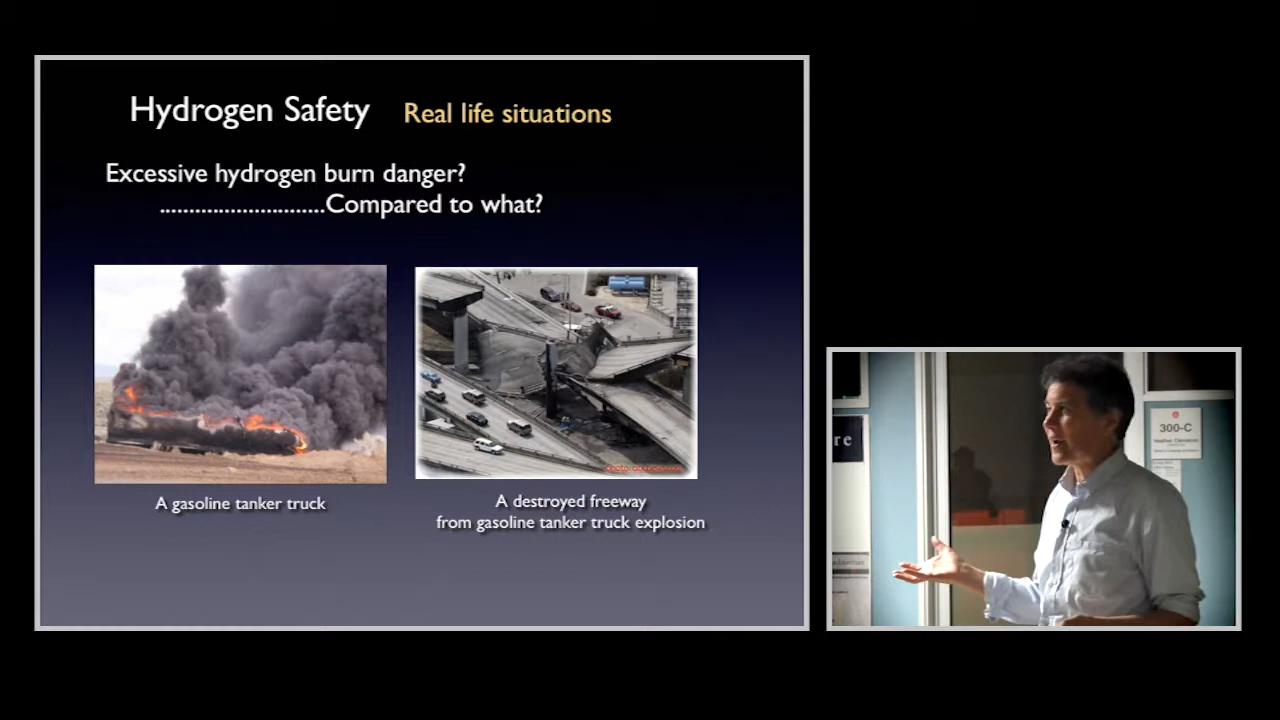 Hydrogen Safety Real life situations
Excessive hydrogen burn danger?
............................Compared to what?
A gasoline tanker truck
A destroyed freeway
from gasoline tanker truck explosion
re
300-C